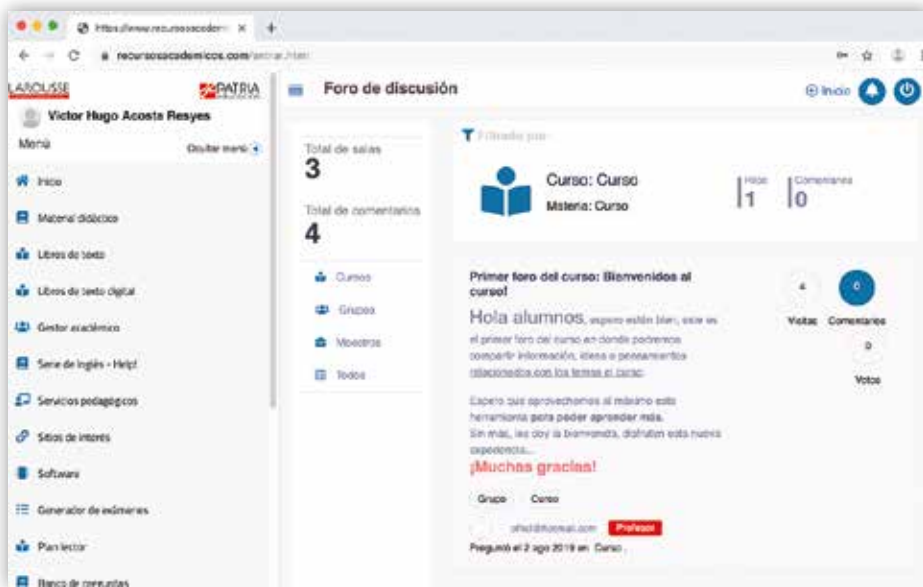 https://www.recursosacadem
recursosacademicos.com/entrar.html
LAROUSSE
PATRIA
Victor Hugo Acosta Resyes
Menú
Ocultar menú
Inicio
Material didáctico
Libros de texto
Libros de texto digital
Gestor académico
Serie de Inglés - Help!
Servicios pedagógicos
Sitios de interés
Software
Generador de exámenes
Plan lector
Banco de preguntas
Foro de discusión
Inicio
Total de salas
3
Total de comentarios
4
Cursos
Grupos
Maestros
Todos
Filtrado por:
Curso: Curso
Materia: Curso
Hilos
1
Comentarios
0
Primer foro del curso: Bienvenidos al
curso!
Hola alumnos, espero estén bien, este es
el primer foro del curso en donde podremos
compartir información, ideas o pensamientos
relacionados con los temas el curso.
Espero que aprovechemos al máximo esta
herramienta para poder aprender más.
Sin más, les doy la bienvenida, disfruten esta nueva
experiencia...
¡Muchas gracias!
Grupo
Curso
Profesor
Preguntó el 2 ago 2019 en Curso .
4
Visitas
0
Comentarios
0
Votos